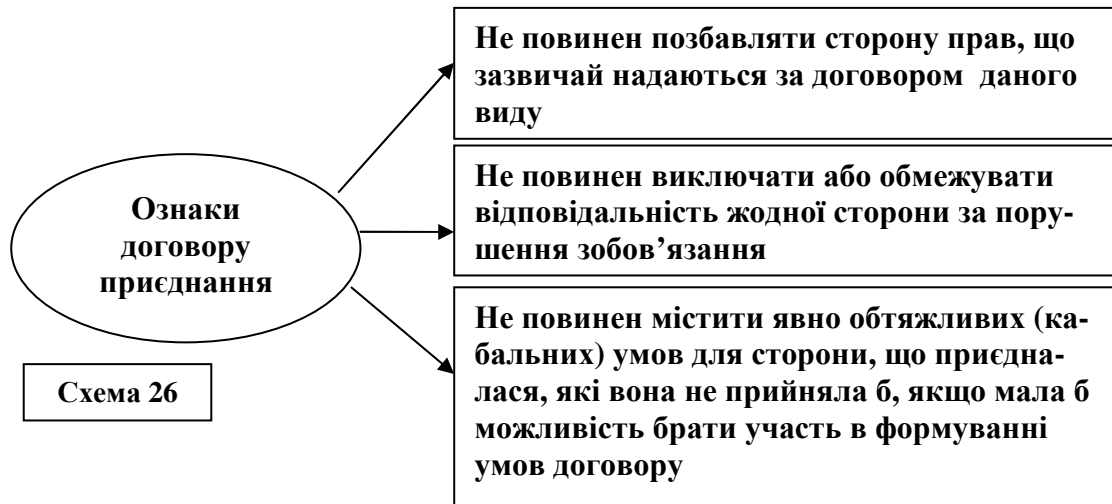 Не повинен позбавляти сторону прав, що
зазвичай надаються за договором даного
виду
Не повинен виключати або обмежувати
відповідальність жодної сторони за пору-
шення зобов’язання
Ознаки
договору
приєднання
Не повинен містити явно обтяжливих (ка-
бальних) умов для сторони, що приєдна-
лася, які вона не прийняла б, якщо мала б
можливість брати участь в формуванні
умов договору
Схема 26